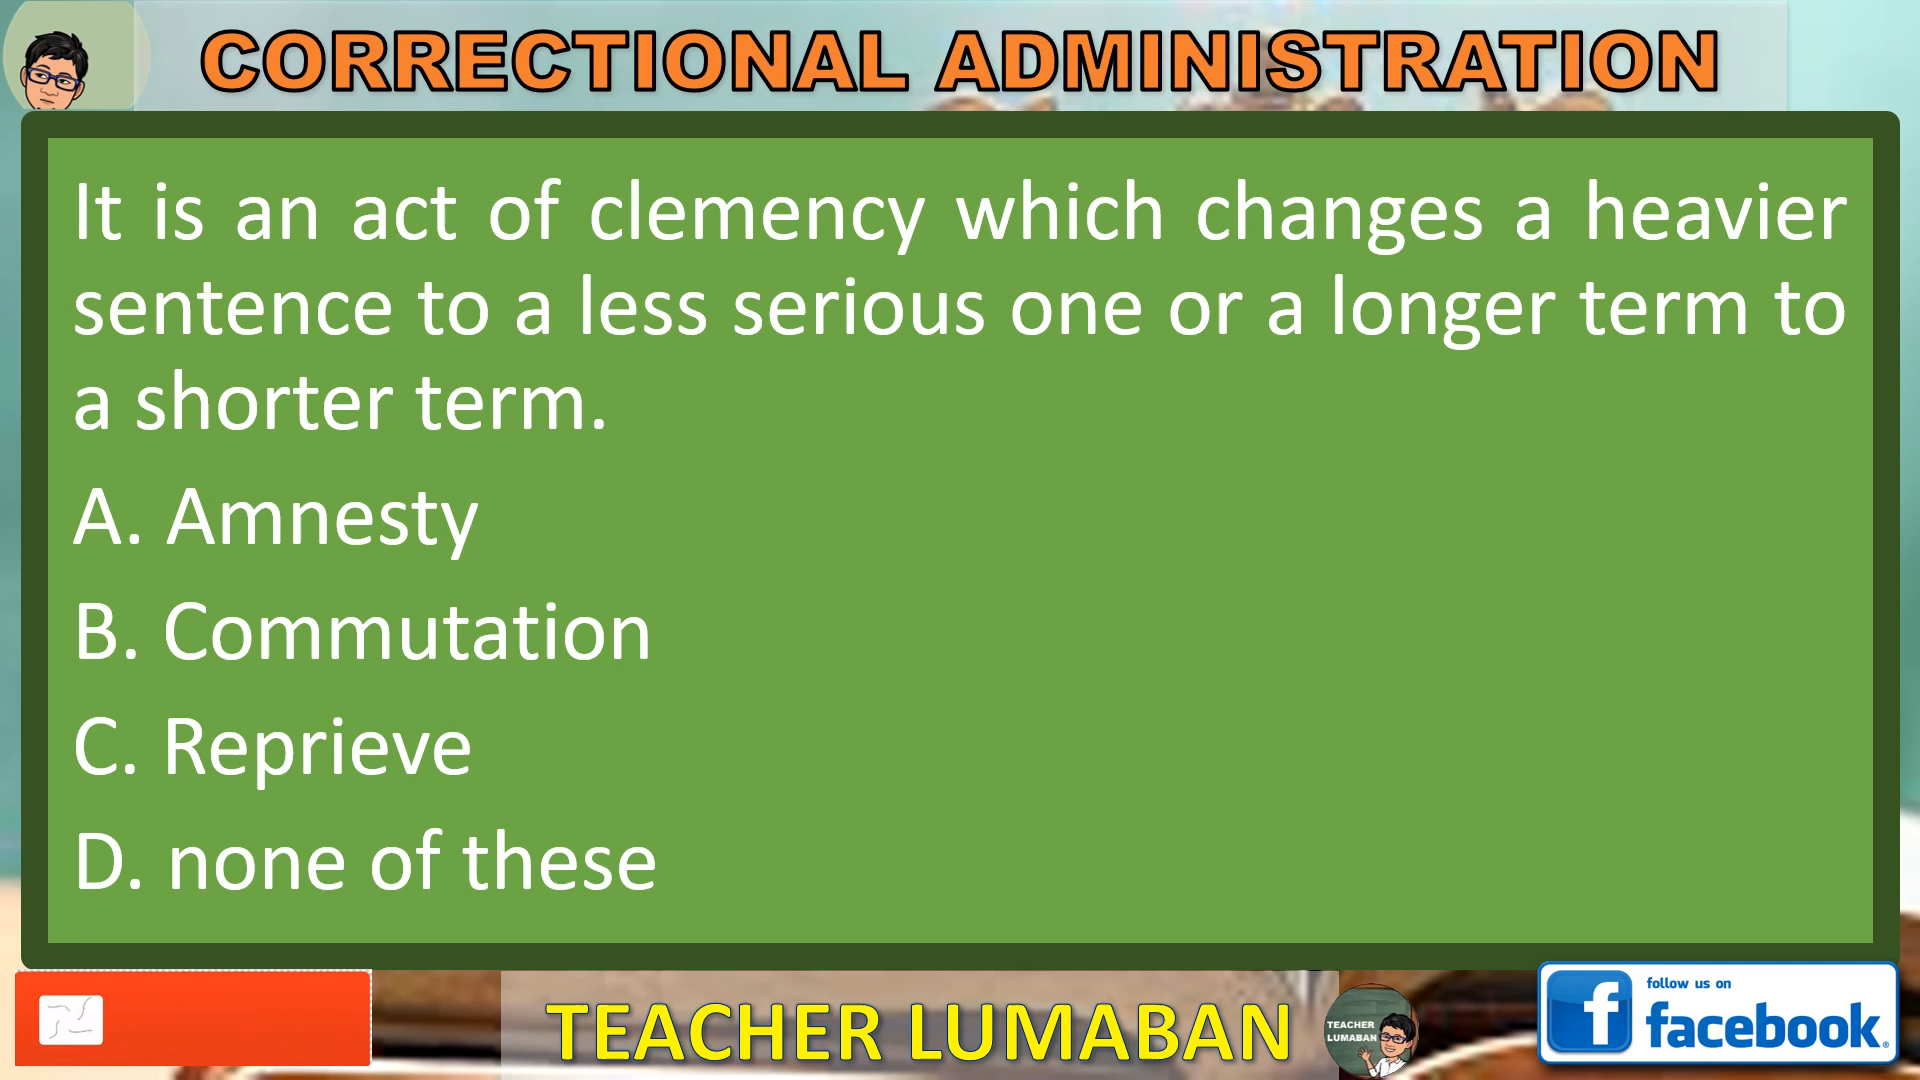 CORRECTIONAL ADMINISTRATION
It is an act of clemency which changes a heavier
sentence to a less serious one or a longer term to
a shorter term.
A. Amnesty
B. Commutation
C. Reprieve
D. none of these
TEACHER LUMABAN
TEACHER
LUMABAN
follow us on
facebook